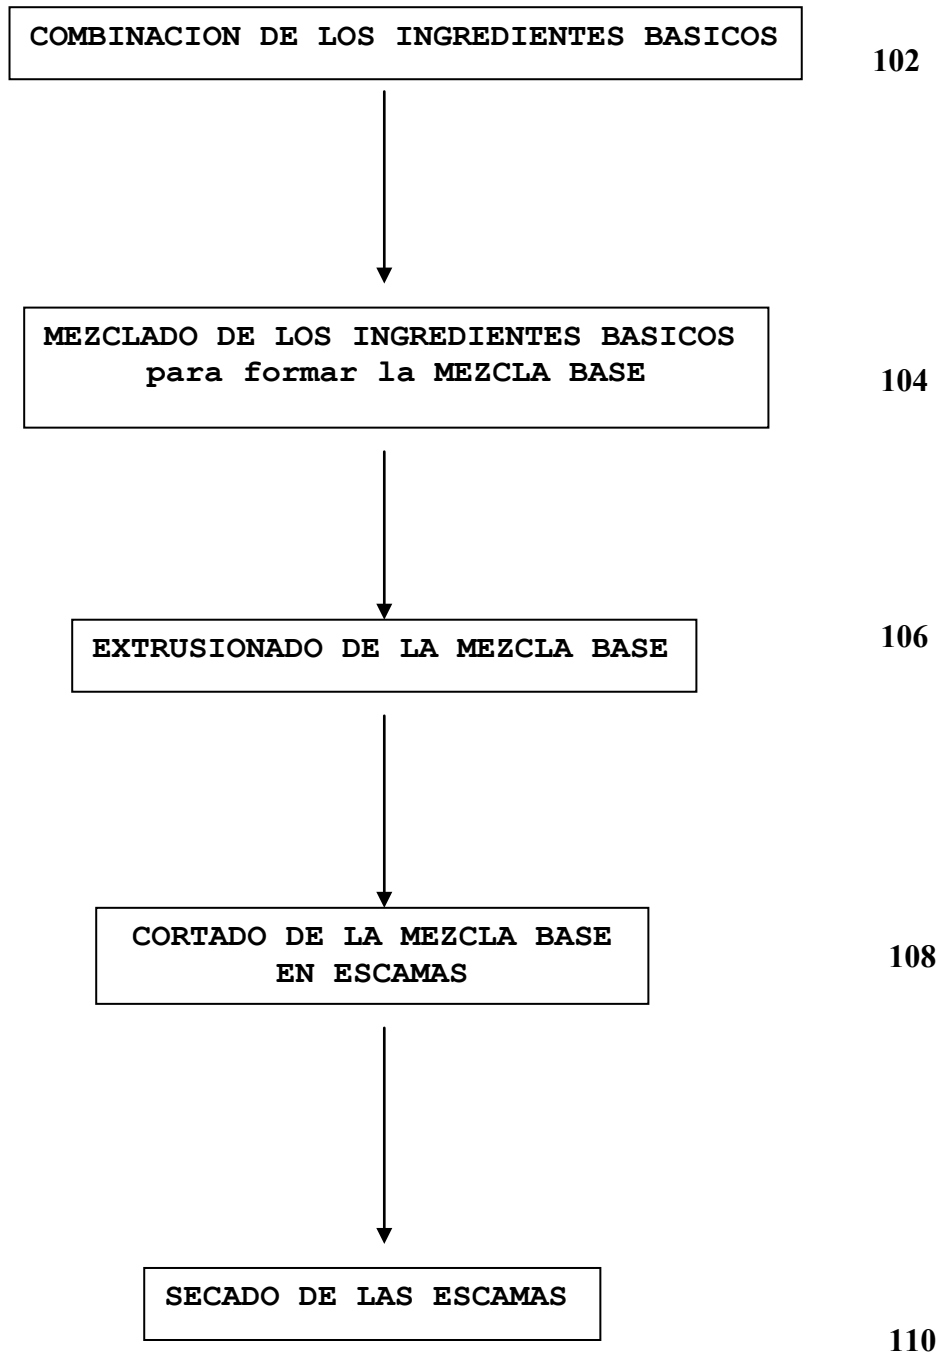 COMBINACION DE LOS INGREDIENTES BASICOS
102
MEZCLADO DE LOS INGREDIENTES BASICOS
para formar la MEZCLA BASE
104
EXTRUSIONADO DE LA MEZCLA BASE
106
CORTADO DE LA MEZCLA BASE
EN ESCAMAS
108
SECADO DE LAS ESCAMAS
110